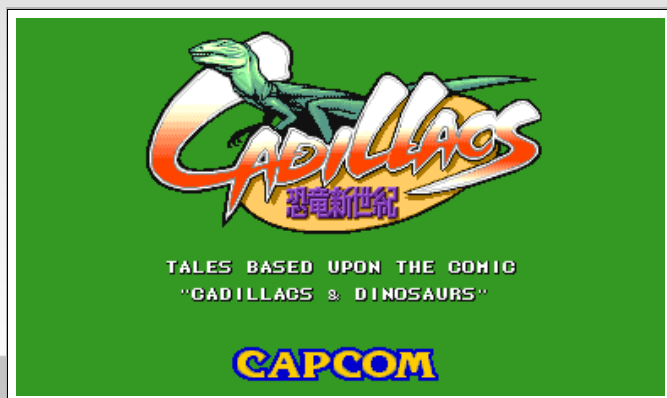 CADILLACS
恐竜新世紀
TALES BASED UPON THE COMIC
"CADILLACS & DINOSAURS"
CAPCOM